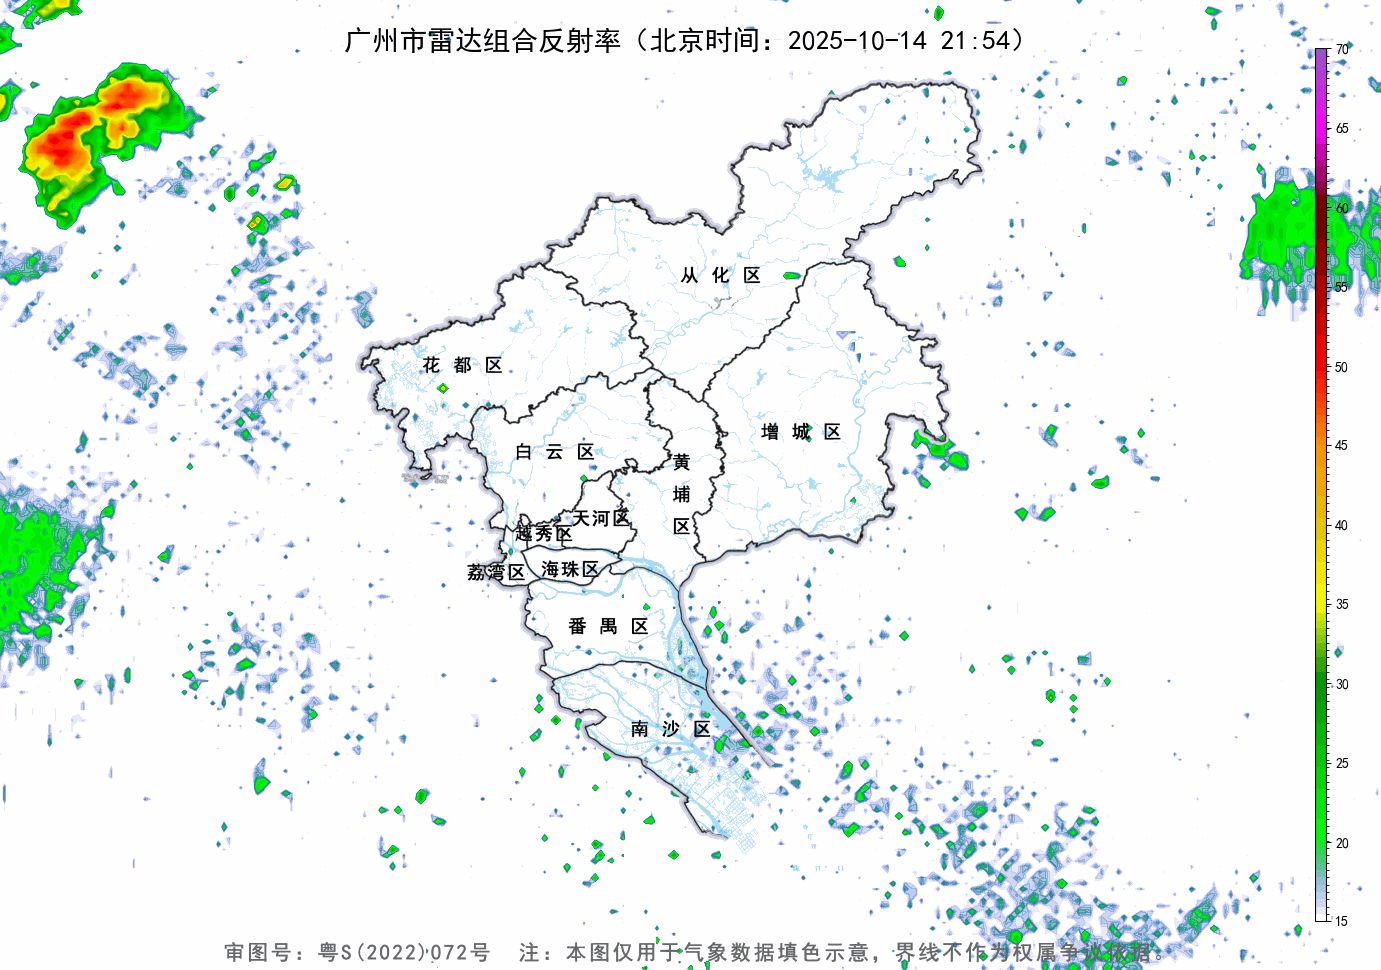 广州市雷达组合反射率（北京时间：2025-10-14 21:54）
70
65
60
55
50
45
40
35
30
25
20
15
从化区
花都区
增城区
白云区
黄埔区
天河区
越秀区
荔湾区
海珠区
番禺区
南沙区
审图号：粤S(2022)072号 注：本图仅用于气象数据填色示意，界线不作为权属争议依据。